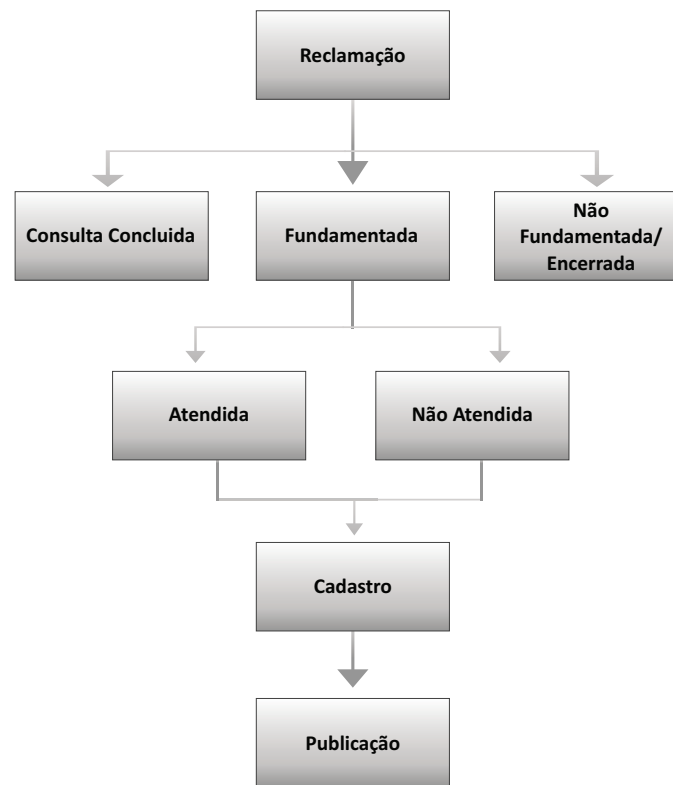 Reclamação
Consulta Concluida
Fundamentada
Não
Fundamentada/
Encerrada
Atendida
Não Atendida
Cadastro
Publicação